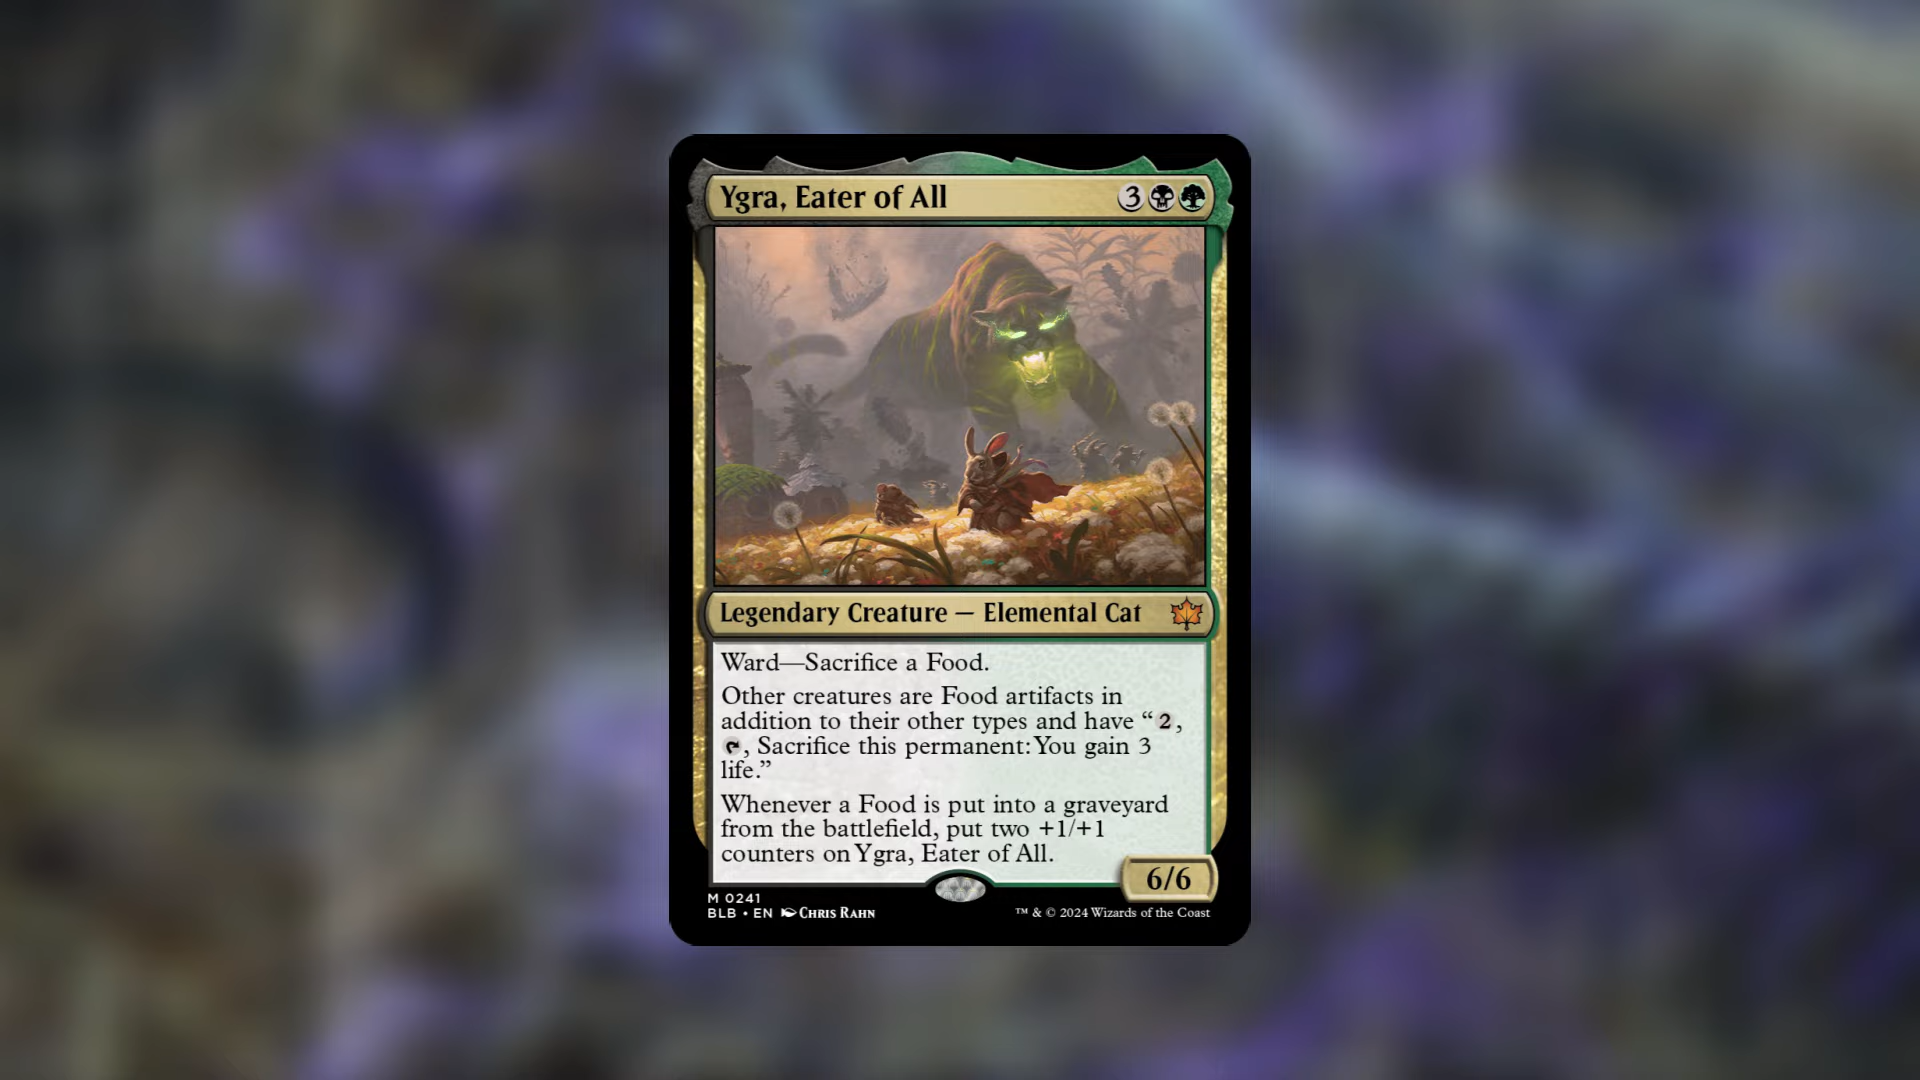 Ygra, Eater of All 3
Legendary Creature — Elemental Cat
Ward—Sacrifice a Food.
Other creatures are Food artifacts in
addition to their other types and have “2,
, Sacrifice this permanent: You gain 3
life.”
Whenever a Food is put into a graveyard
from the battlefield, put two +1/+1
counters on Ygra, Eater of All.
6/6
M 0241
BLB • EN Chris Rahn
™ & © 2024 Wizards of the Coast